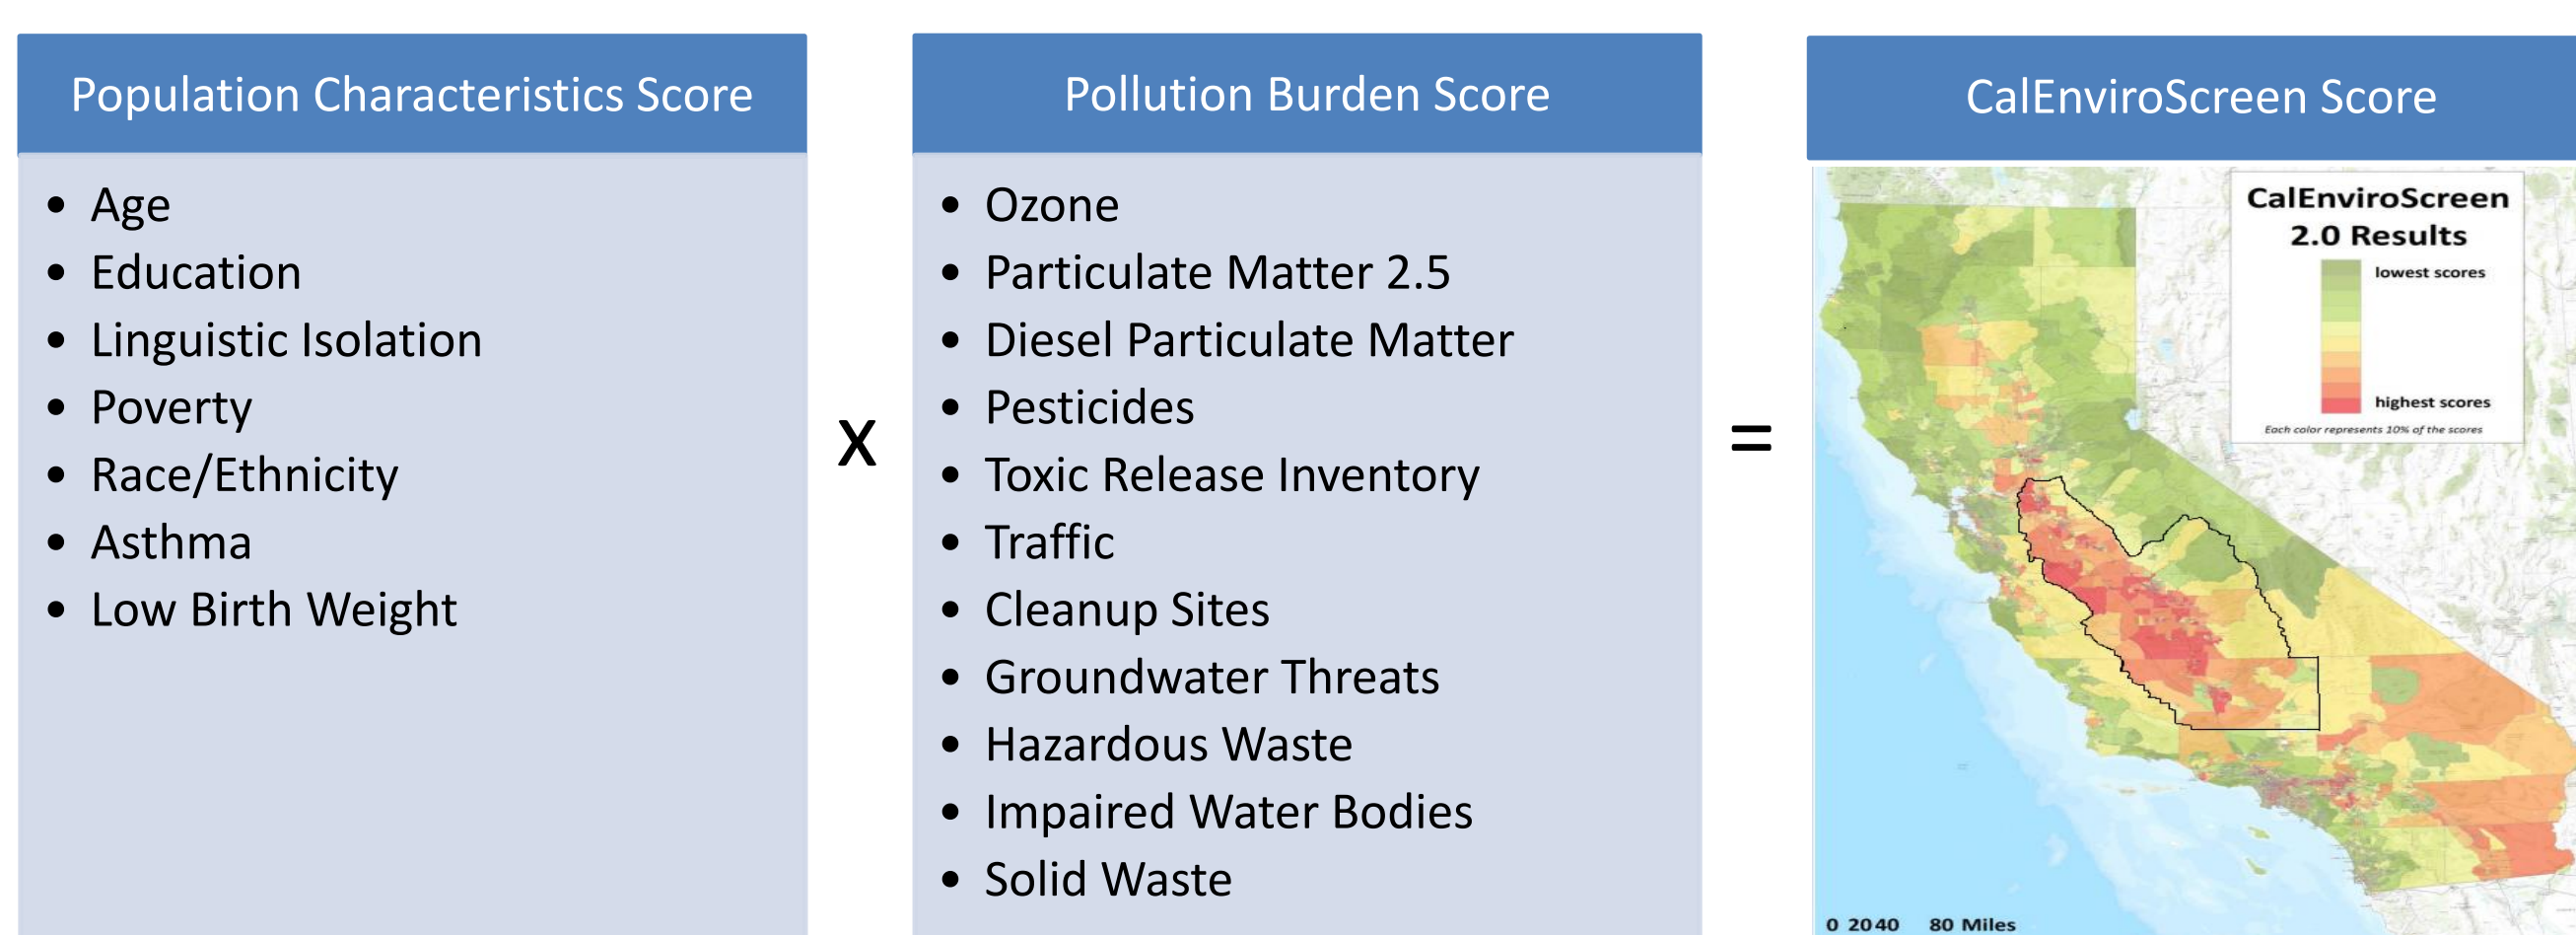 Population Characteristics Score
• Age
• Education
• Linguistic Isolation
• Poverty
• Race/Ethnicity
• Asthma
• Low Birth Weight
x
Pollution Burden Score
• Ozone
• Particulate Matter 2.5
• Diesel Particulate Matter
• Pesticides
• Toxic Release Inventory
• Traffic
• Cleanup Sites
• Groundwater Threats
• Hazardous Waste
• Impaired Water Bodies
• Solid Waste
=
CalEnviroScreen Score
CalEnviroScreen
2.0 Results
lowest scores
highest scores
Each color represents 10% of the scores
0 20 40 80 Miles